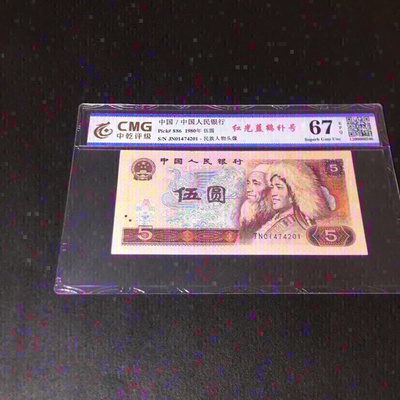 CMG
中乾评级
中国 / 中国人民银行
Pick# 886 1980年 伍圆
S/N JN01474201 - 民族人物头像
红光蓝鹤补号
67 EPQ
Superb Gem Unc
中国人民银行
5
伍圆
5
JN01474201
5